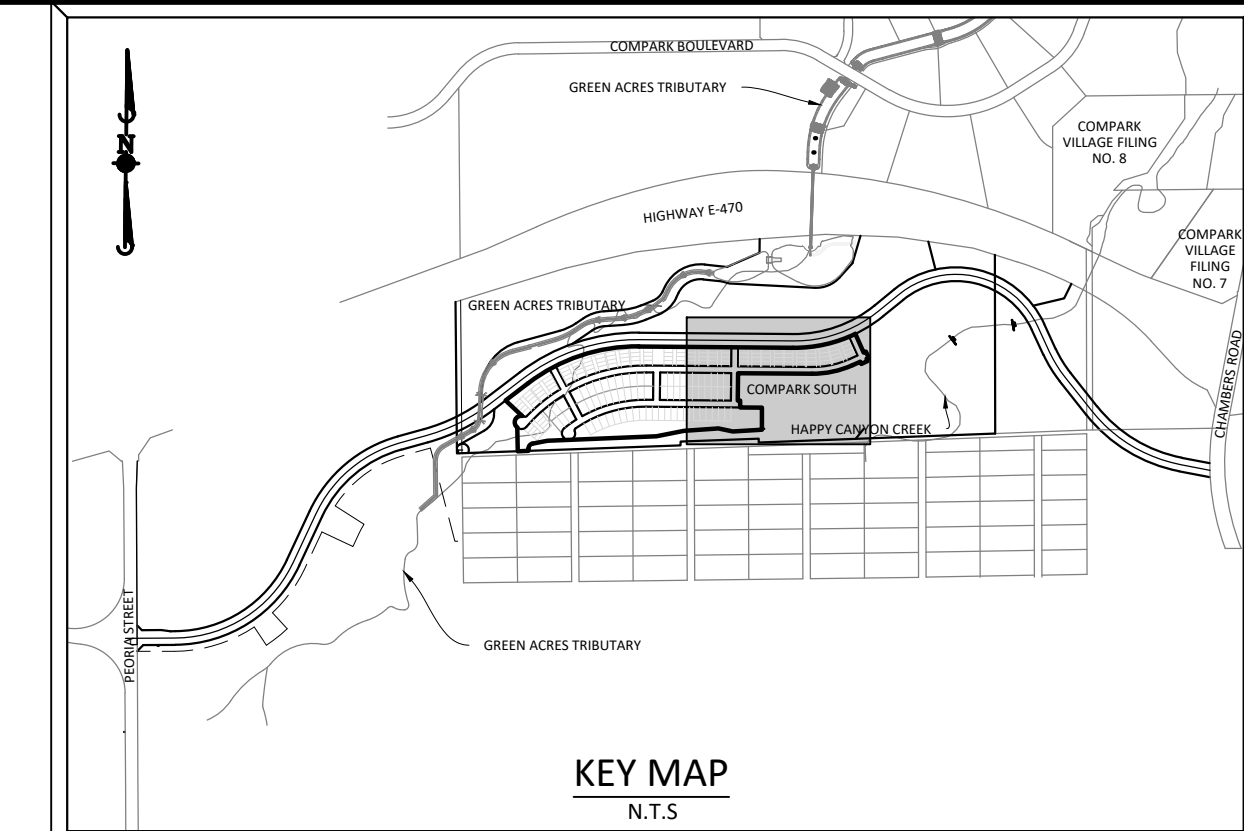 COMPARK BOULEVARD
GREEN ACRES TRIBUTARY
N
COMPARK
VILLAGE FILING
NO. 8
HIGHWAY E-470
COMPARK
VILLAGE
FILING
NO. 7
GREEN ACRES TRIBUTARY
COMPARK SOUTH
HAPPY CANYON CREEK
CHAMBERS ROAD
PEORIA STREET
GREEN ACRES TRIBUTARY
KEY MAP
N.T.S